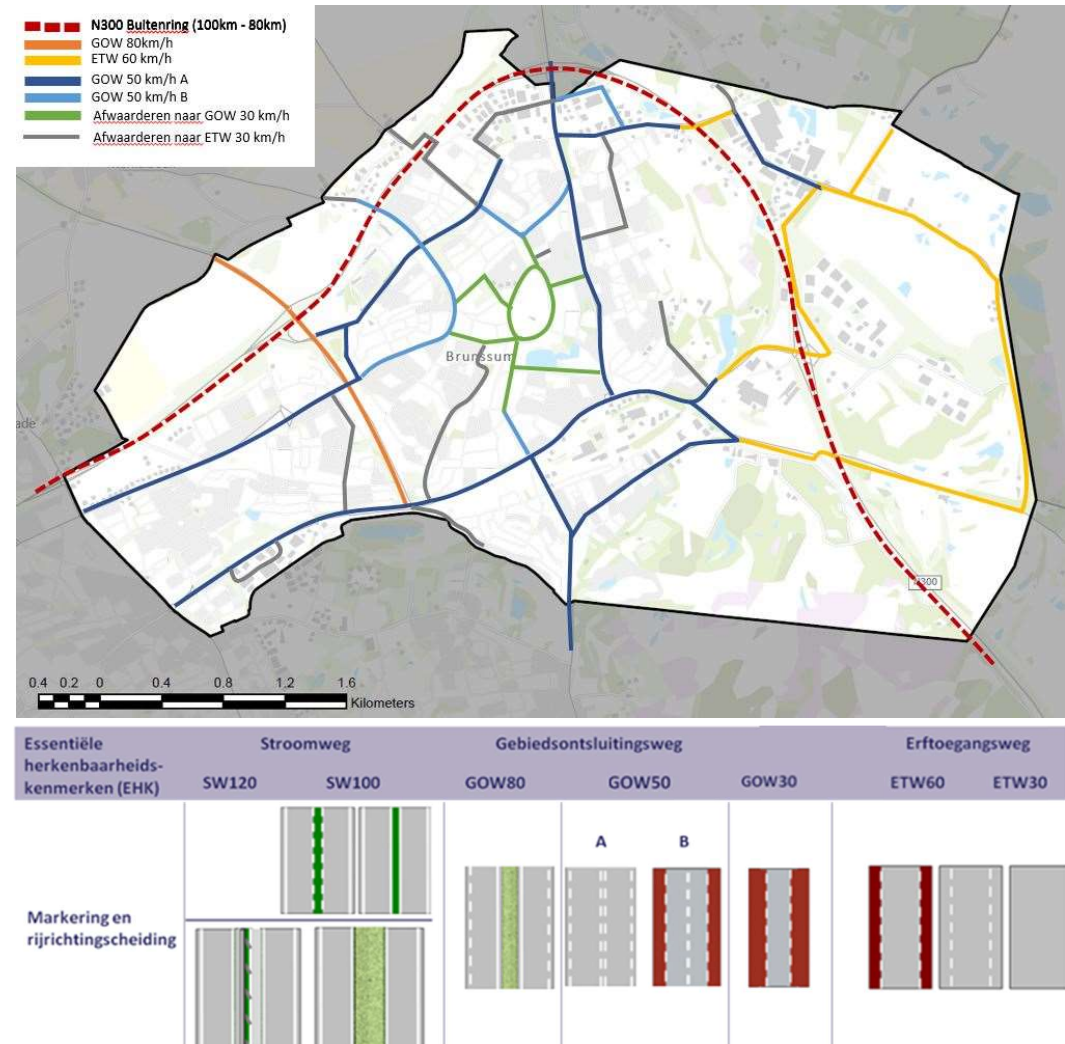 N300 Buitenring (100km - 80km)
GOW 80km/h
ETW 60 km/h
GOW 50 km/h A
GOW 50 km/h B
Afwaarderen naar GOW 30 km/h
Afwaarderen naar ETW 30 km/h
ade
Brunssum
N300
0.4 0.2 0 0.4 0.8 1.2 1.6
Kilometers
Essentiële herkenbaarheids-kenmerken (EHK)
Stroomweg
Gebiedsontsluitingsweg
Erftoegangsweg
SW120 SW100 GOW80 GOW50 GOW30 ETW60 ETW30
A B
Markering en
rijrichtingscheiding